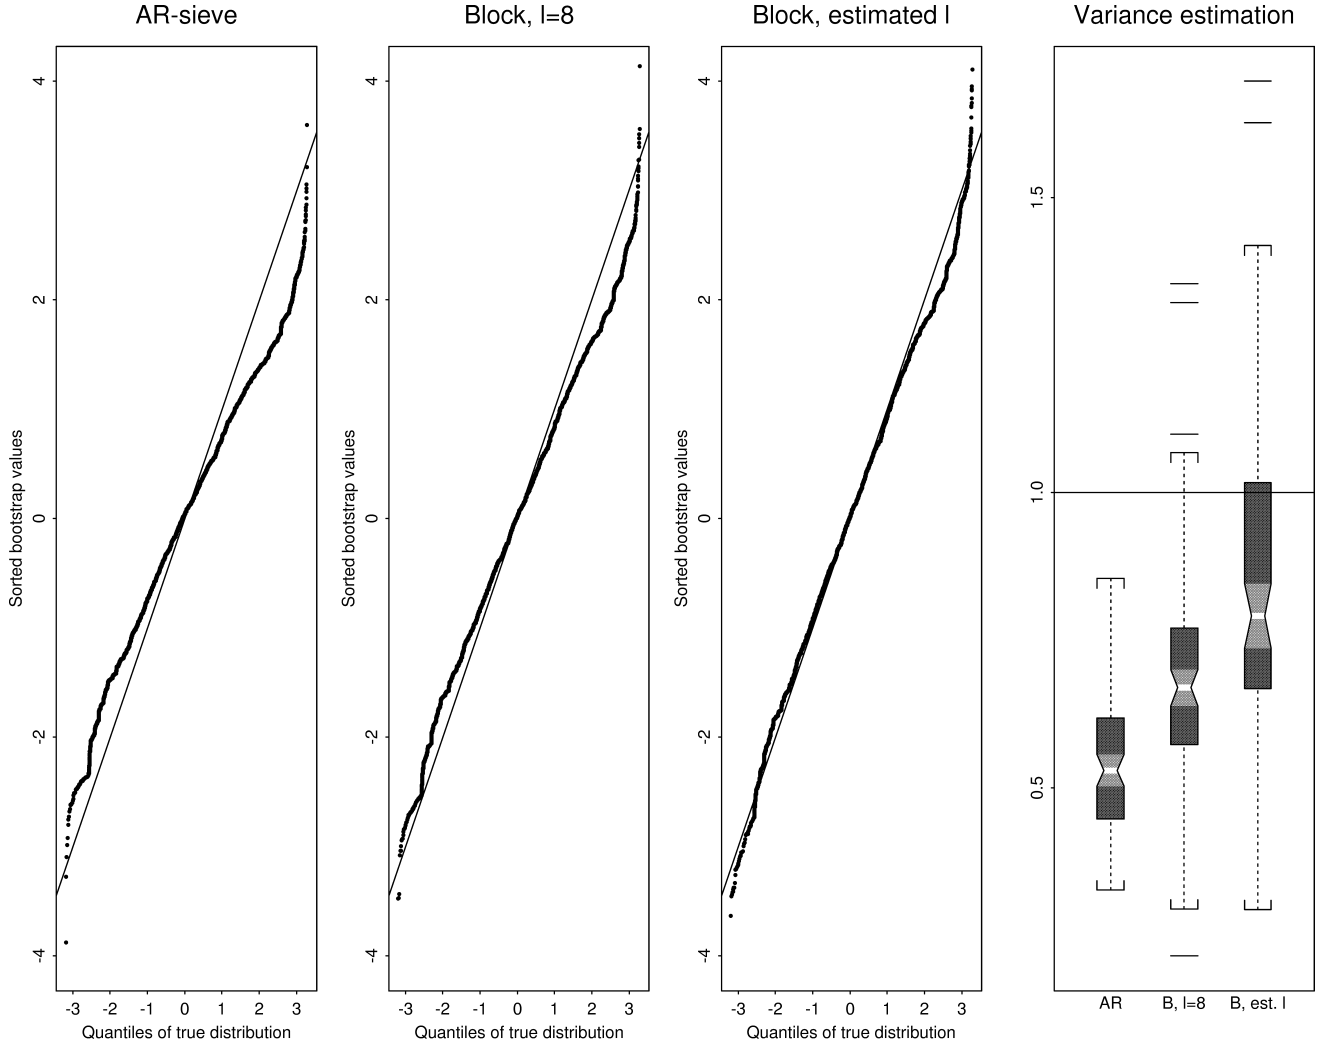 AR-sieve
Sorted bootstrap values
4
2
0
-2
-4
-3 -2 -1 0 1 2 3
Quantiles of true distribution
Block, l=8
Sorted bootstrap values
4
2
0
-2
-4
-3 -2 -1 0 1 2 3
Quantiles of true distribution
Block, estimated l
Sorted bootstrap values
4
2
0
-2
-4
-3 -2 -1 0 1 2 3
Quantiles of true distribution
Variance estimation
1.5
1.0
0.5
AR B, l=8 B, est. l